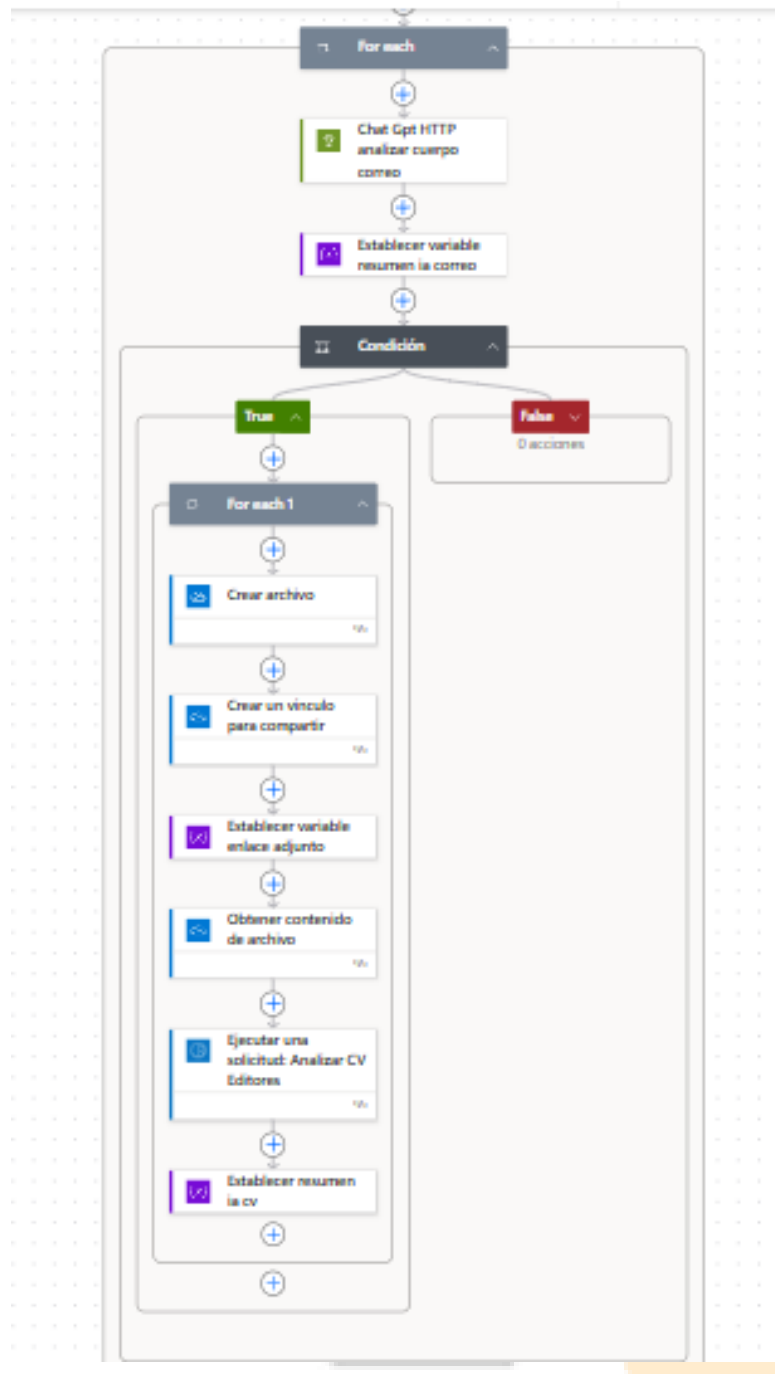 For each
Chat Gpt HTTP
analizar cuerpo
correo
Establecer variable
resumen ia correo
Condición
True
False
0 acciones
For each 1
Crear archivo
Crear un vínculo
para compartir
Establecer variable
enlace adjunto
Obtener contenido
de archivo
Ejecutar una
solicitud: Analizar CV
Editores
Establecer resumen
ia cv